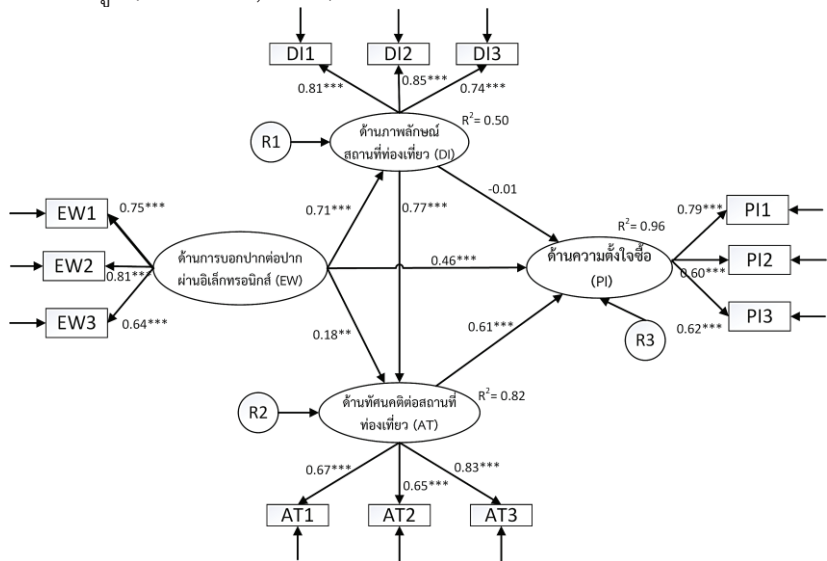 DI1
DI2
DI3
0.81***
0.85***
0.74***
R1
ด้านภาพลักษณ์
สถานที่ท่องเที่ยว (DI)
R²= 0.50
-0.01
0.71***
0.77***
EW1
0.75***
EW2
0.81***
EW3
0.64***
ด้านการบอกปากต่อปาก
ผ่านอิเล็กทรอนิกส์ (EW)
0.46***
0.18**
R²= 0.96
ด้านความตั้งใจซื้อ
(PI)
0.79***
PI1
0.60***
PI2
0.62***
PI3
0.61***
R3
R2
ด้านทัศนคติต่อสถานที่
ท่องเที่ยว (AT)
R²= 0.82
0.67***
0.65***
0.83***
AT1
AT2
AT3